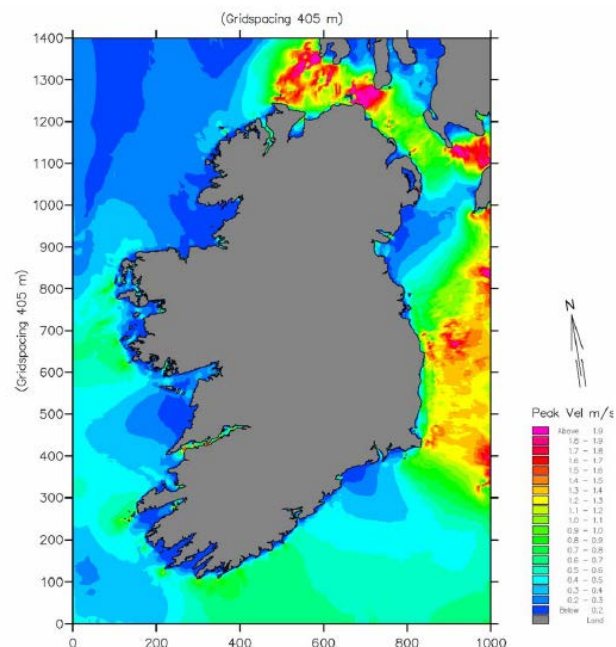 (Gridspacing 405 m)
1400
1300
1200
1100
1000
900
800
700
600
500
400
300
200
100
0
(Gridspacing 405 m)
0 200 400 600 800 1000
N
Peak Vel m/s
Above 1.9
1.8 - 1.9
1.7 - 1.8
1.6 - 1.7
1.5 - 1.6
1.4 - 1.5
1.3 - 1.4
1.2 - 1.3
1.1 - 1.2
1.0 - 1.1
0.9 - 1.0
0.8 - 0.9
0.7 - 0.8
0.6 - 0.7
0.5 - 0.6
0.4 - 0.5
0.3 - 0.4
0.2 - 0.3
Below 0.2
Land